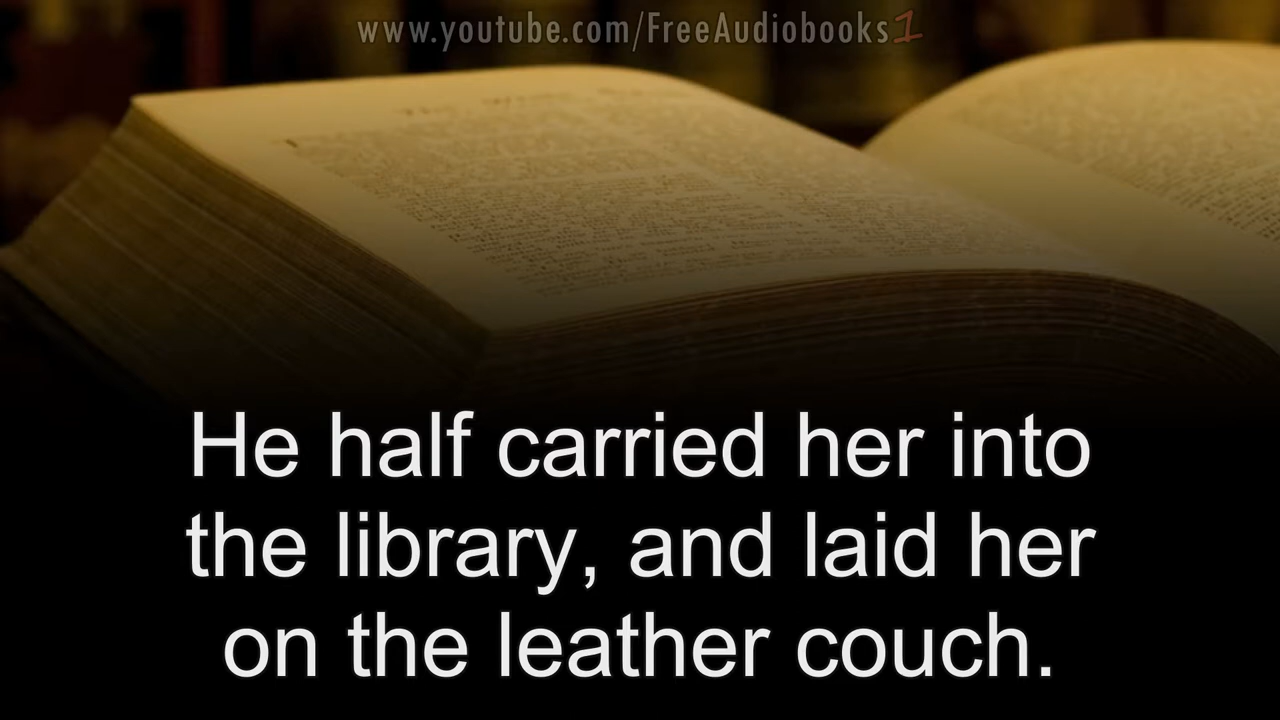 www.youtube.com/FreeAudiobooks1
He half carried her into
the library, and laid her
on the leather couch.